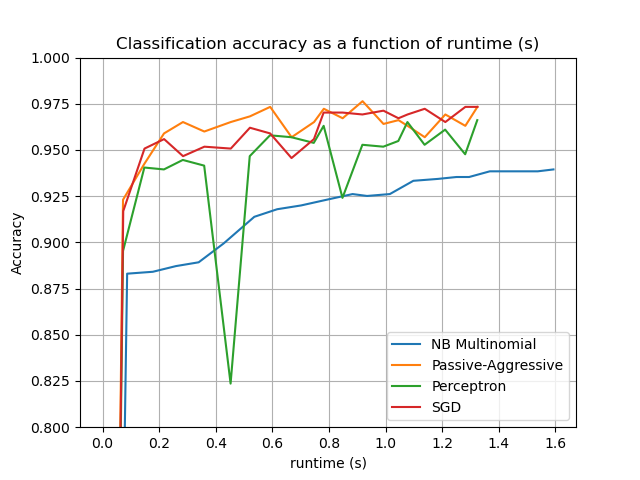 Classification accuracy as a function of runtime (s)
1.000
0.975
0.950
0.925
0.900
0.875
0.850
0.825
0.800
Accuracy
NB Multinomial
Passive-Aggressive
Perceptron
SGD
0.0 0.2 0.4 0.6 0.8 1.0 1.2 1.4 1.6
runtime (s)